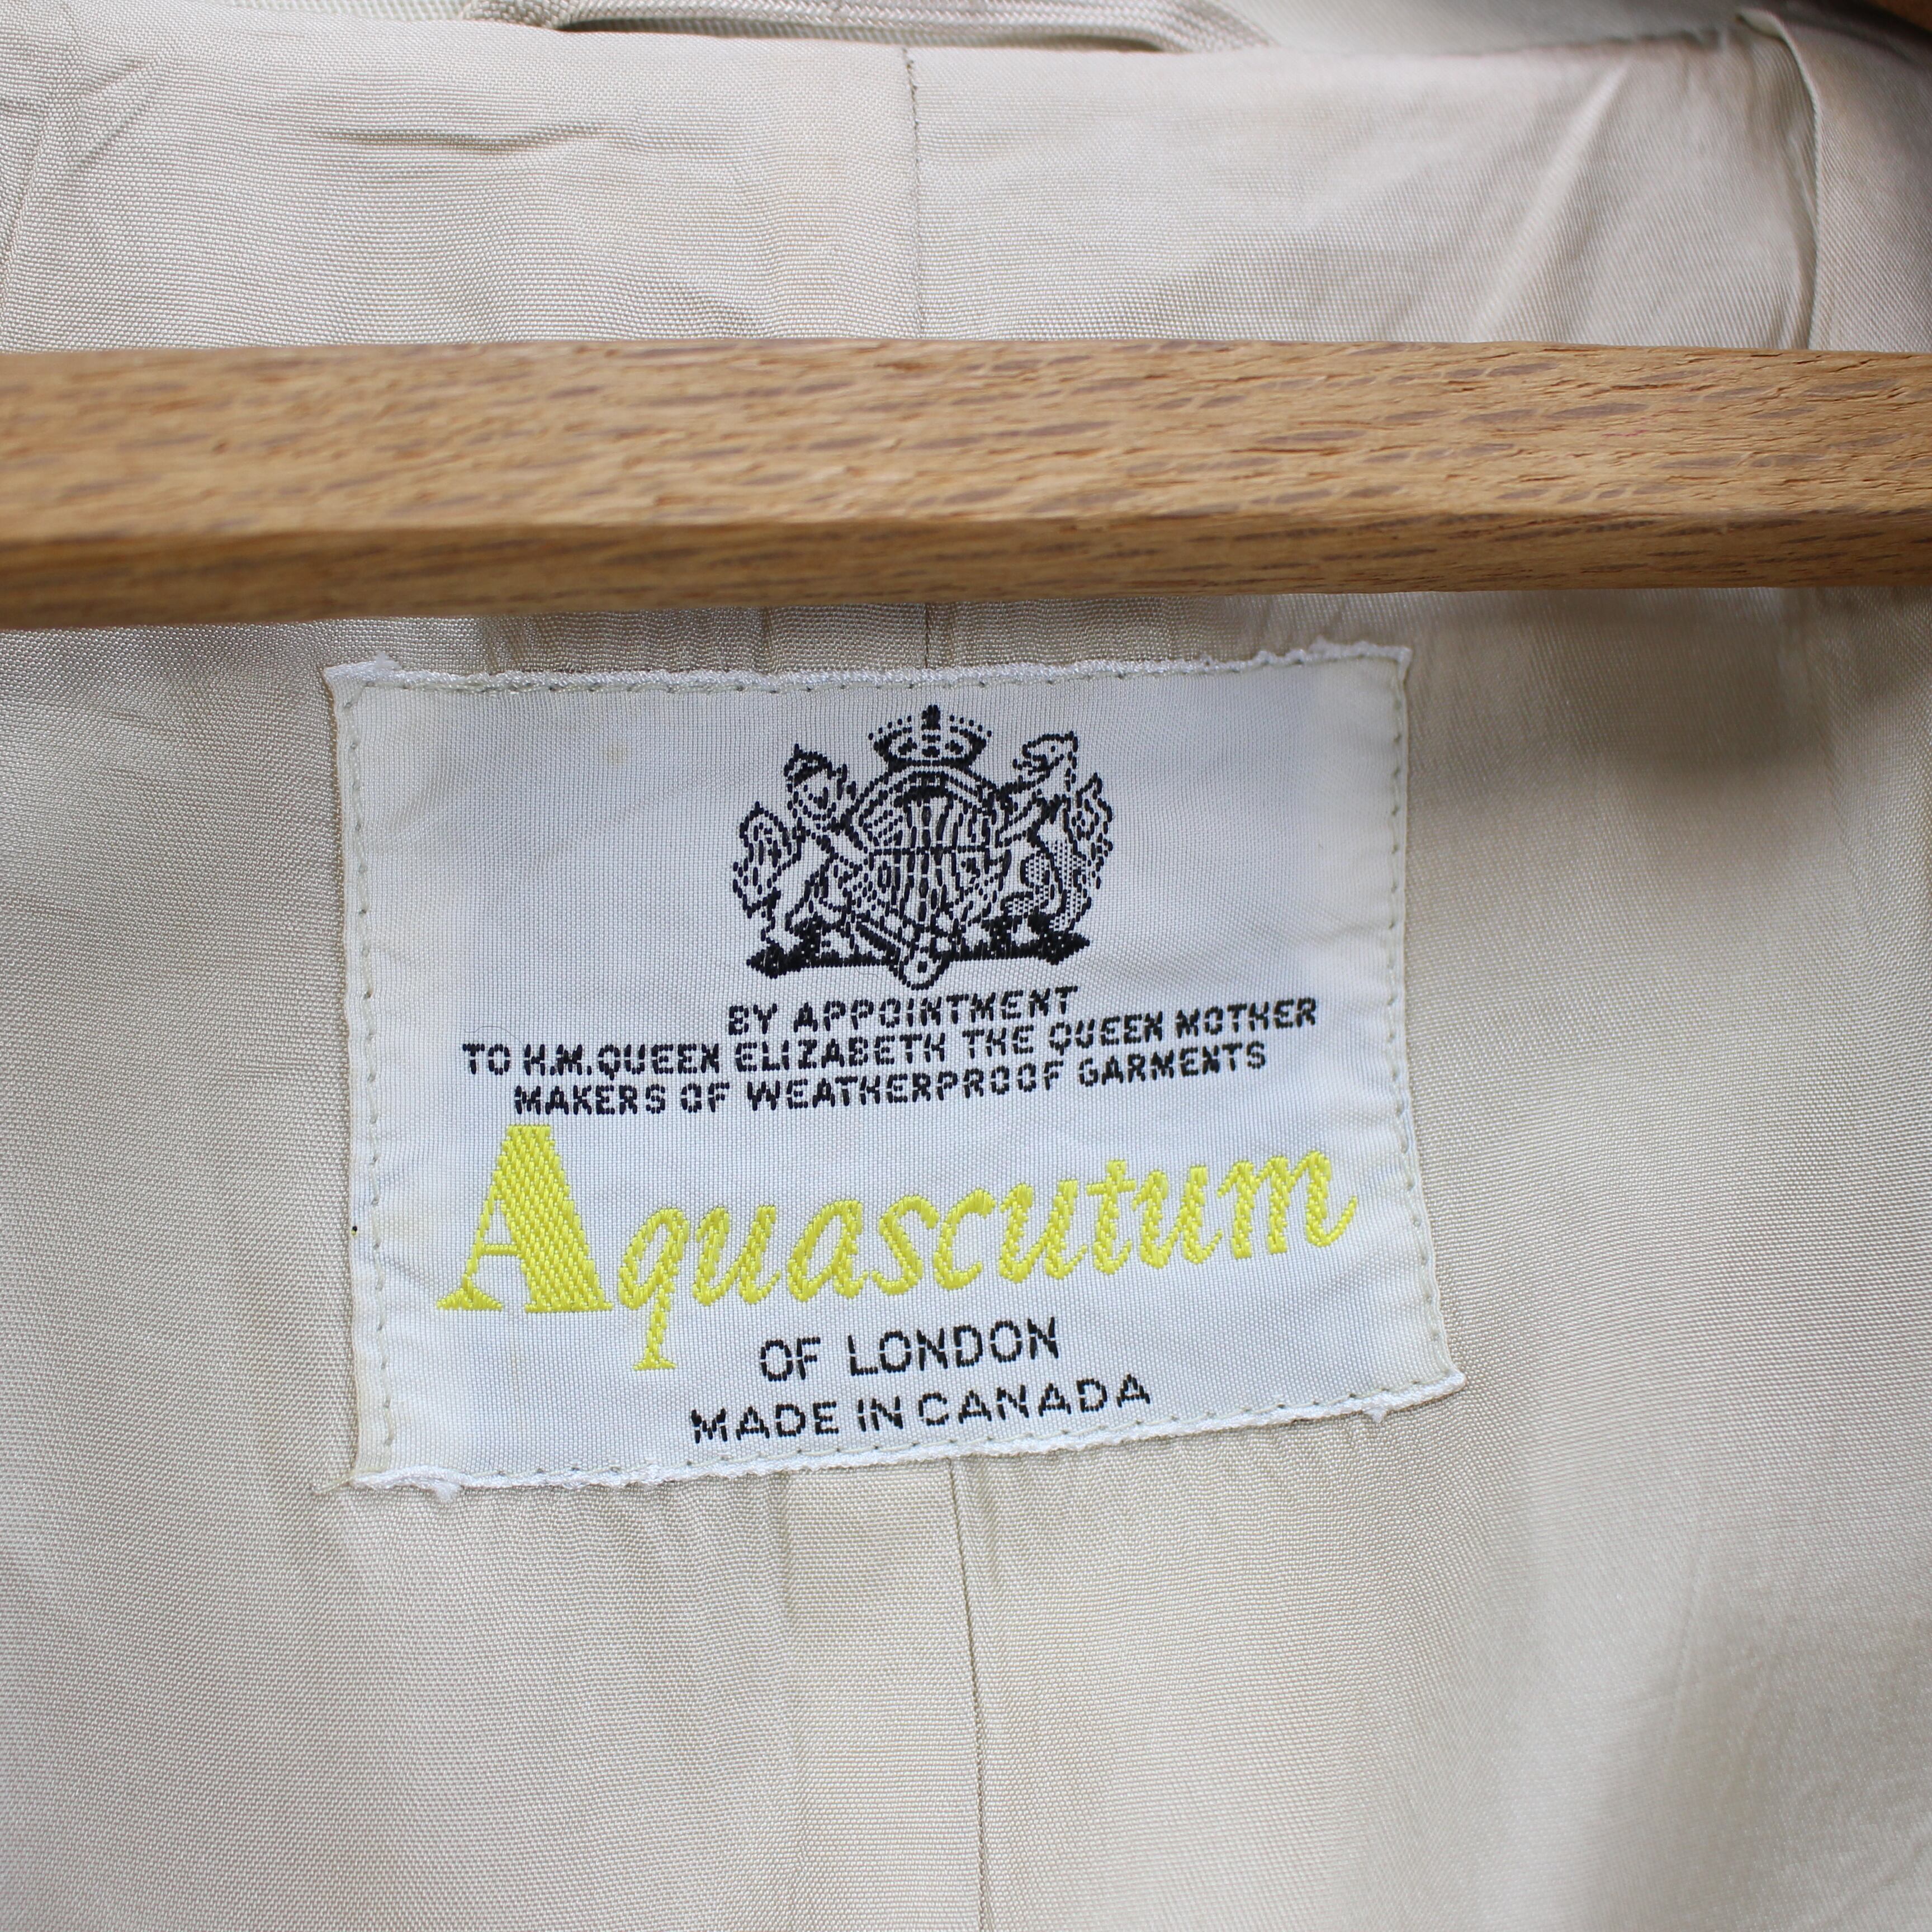 BY APPOINTMENT
TO H.M.QUEEN ELIZABETH THE QUEEN MOTHER
MAKERS OF WEATHERPROOF GARMENTS
Aquascutum
OF LONDON
MADE IN CANADA